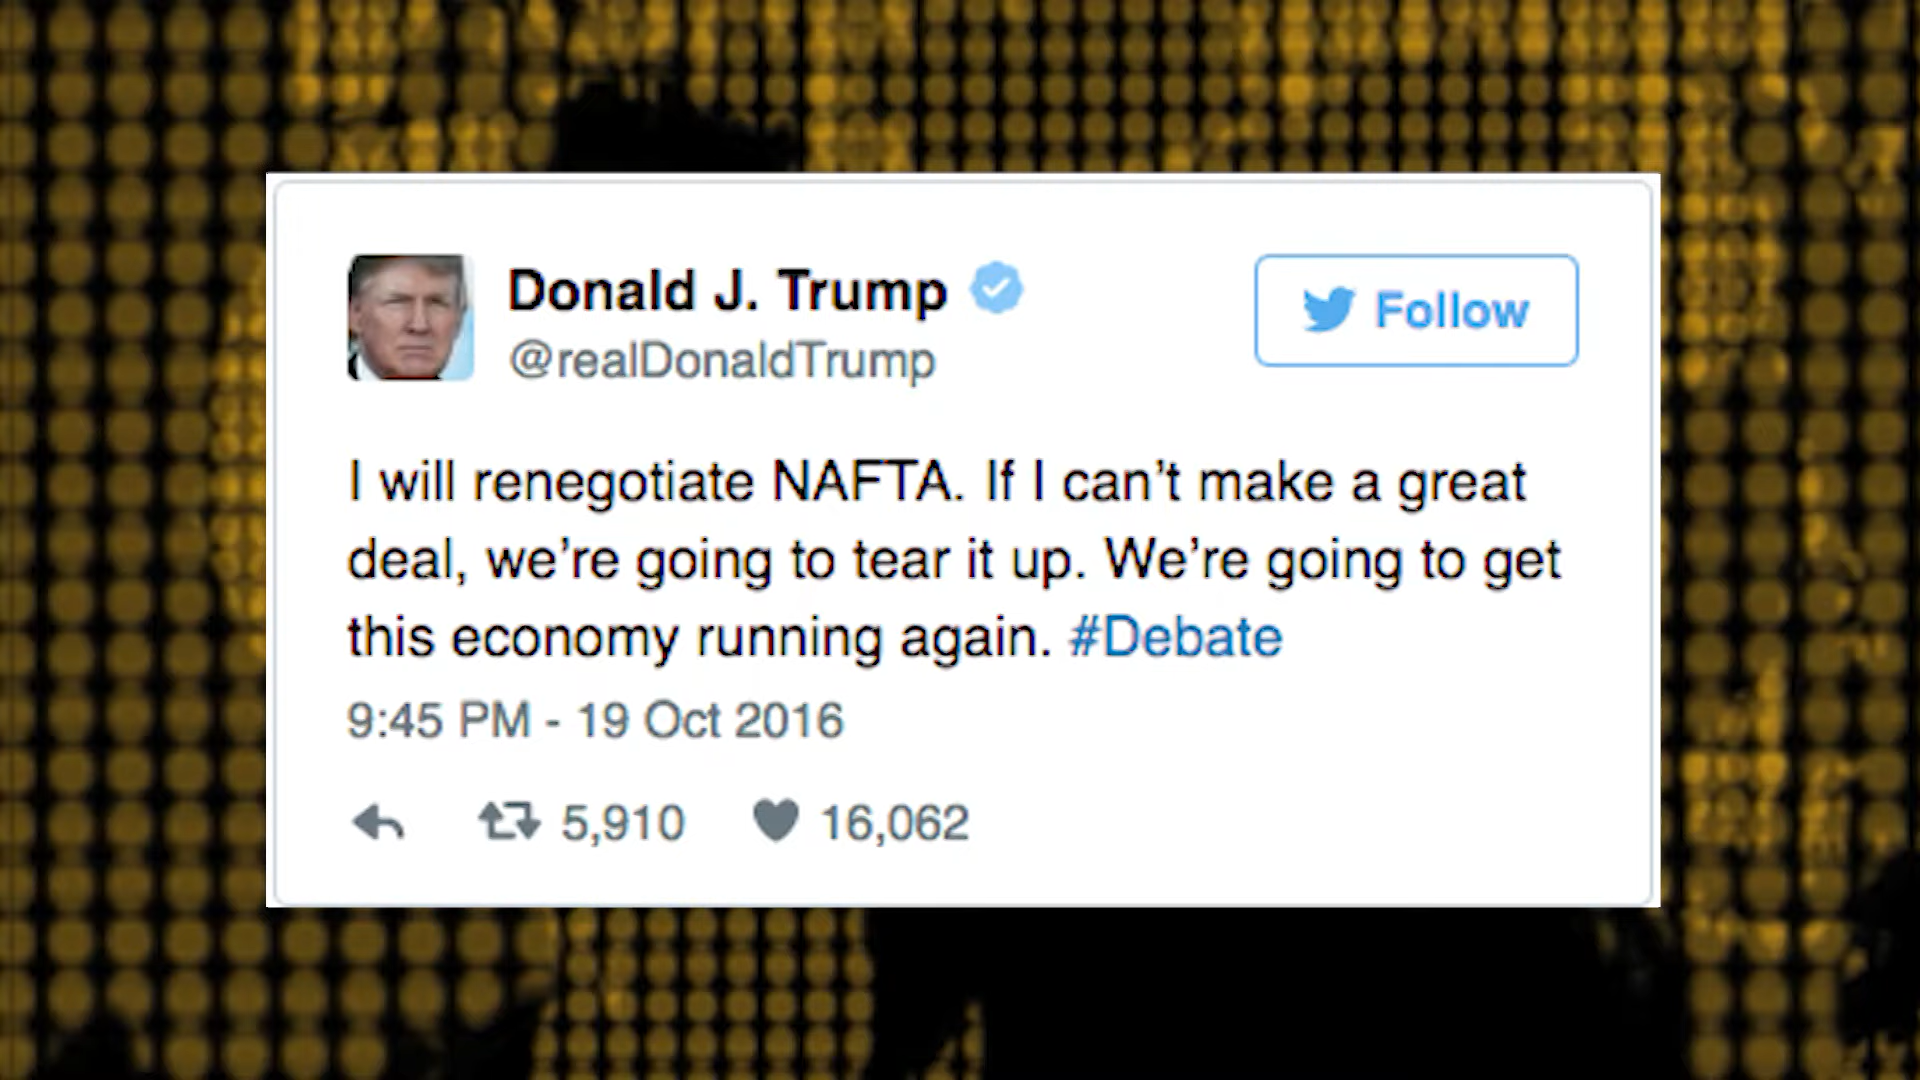 Donald J. Trump
@realDonaldTrump
Follow
I will renegotiate NAFTA. If I can’t make a great
deal, we’re going to tear it up. We’re going to get
this economy running again. #Debate
9:45 PM - 19 Oct 2016
5,910 16,062